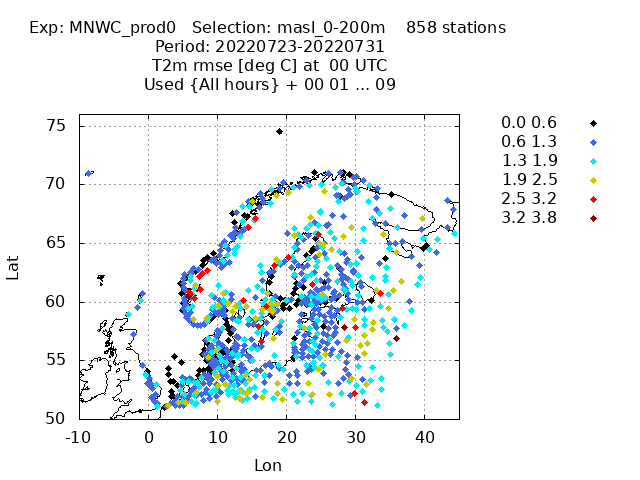 Exp: MNWC_prod0   Selection: masl_0-200m    858 stations
Period: 20220723-20220731
T2m rmse [deg C] at  00 UTC
Used {All hours} + 00 01 ... 09
0.0 0.6
0.6 1.3
1.3 1.9
1.9 2.5
2.5 3.2
3.2 3.8
75
70
65
60
55
50
Lat
-10 0 10 20 30 40
Lon